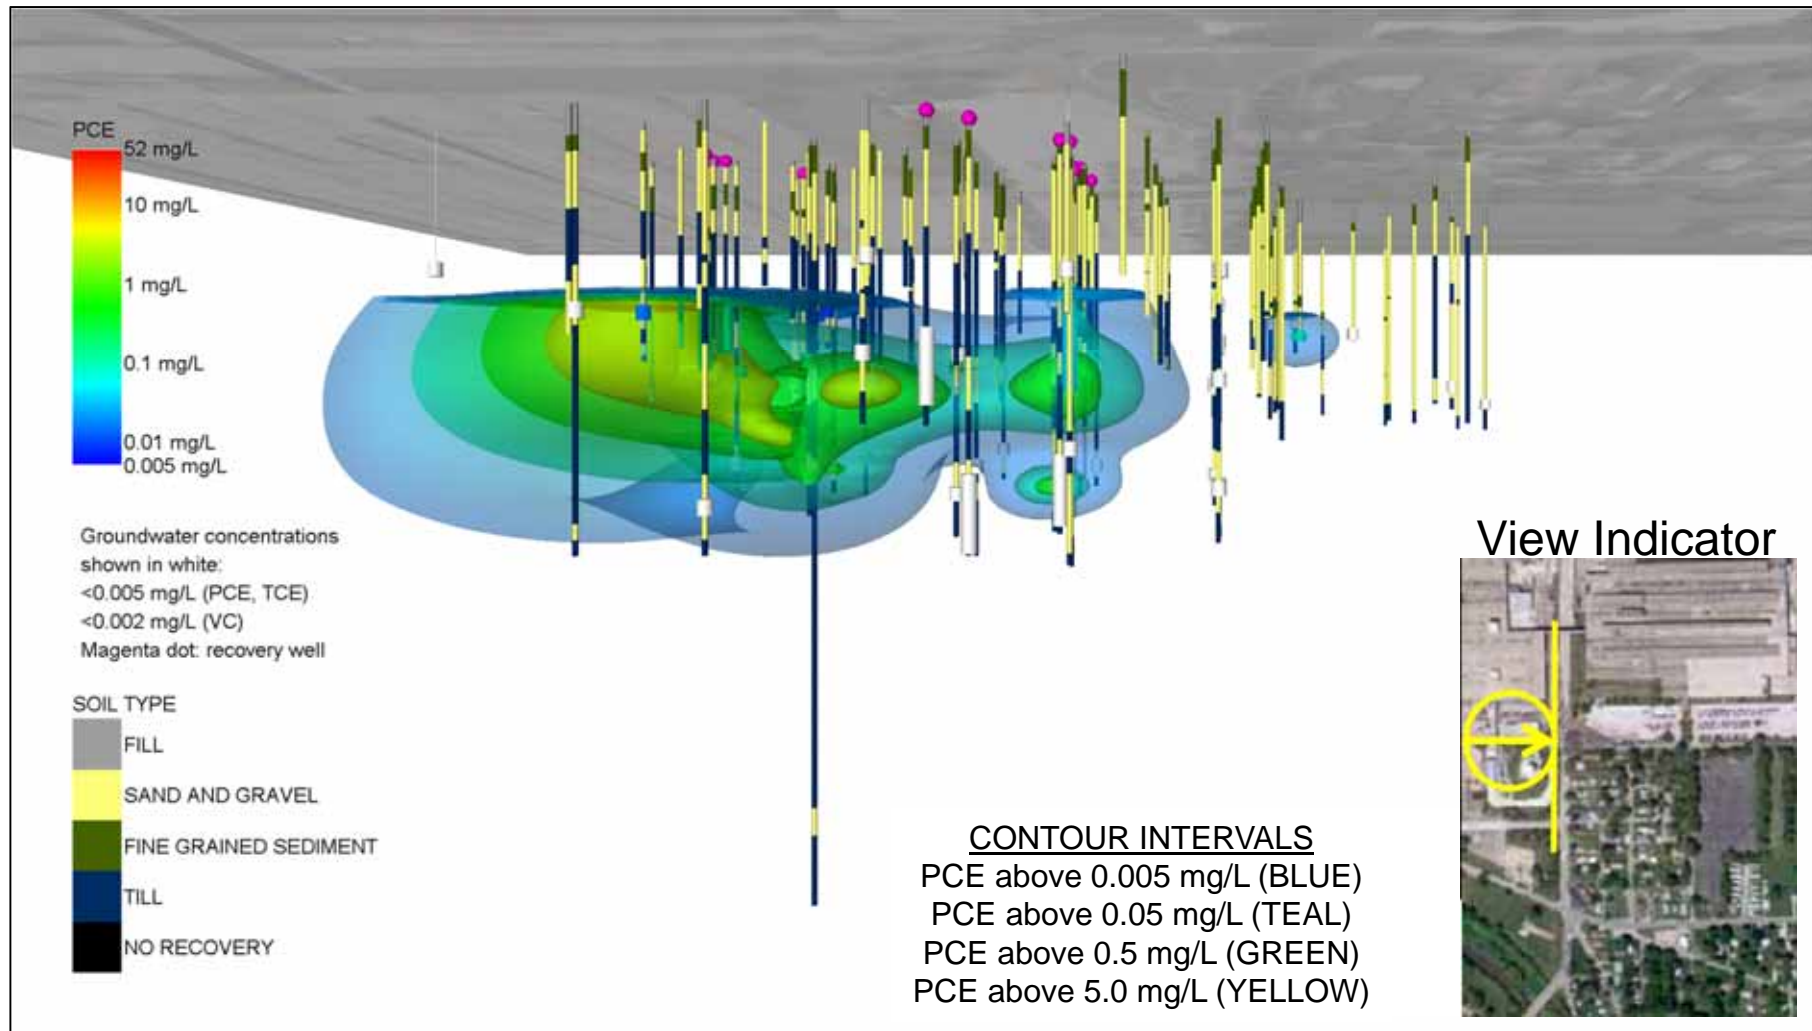 PCE
52 mg/L
10 mg/L
1 mg/L
0.1 mg/L
0.01 mg/L
0.005 mg/L
Groundwater concentrations
shown in white:
<0.005 mg/L (PCE, TCE)
<0.002 mg/L (VC)
Magenta dot: recovery well
SOIL TYPE
FILL
SAND AND GRAVEL
FINE GRAINED SEDIMENT
TILL
NO RECOVERY
CONTOUR INTERVALS
PCE above 0.005 mg/L (BLUE)
PCE above 0.05 mg/L (TEAL)
PCE above 0.5 mg/L (GREEN)
PCE above 5.0 mg/L (YELLOW)
View Indicator